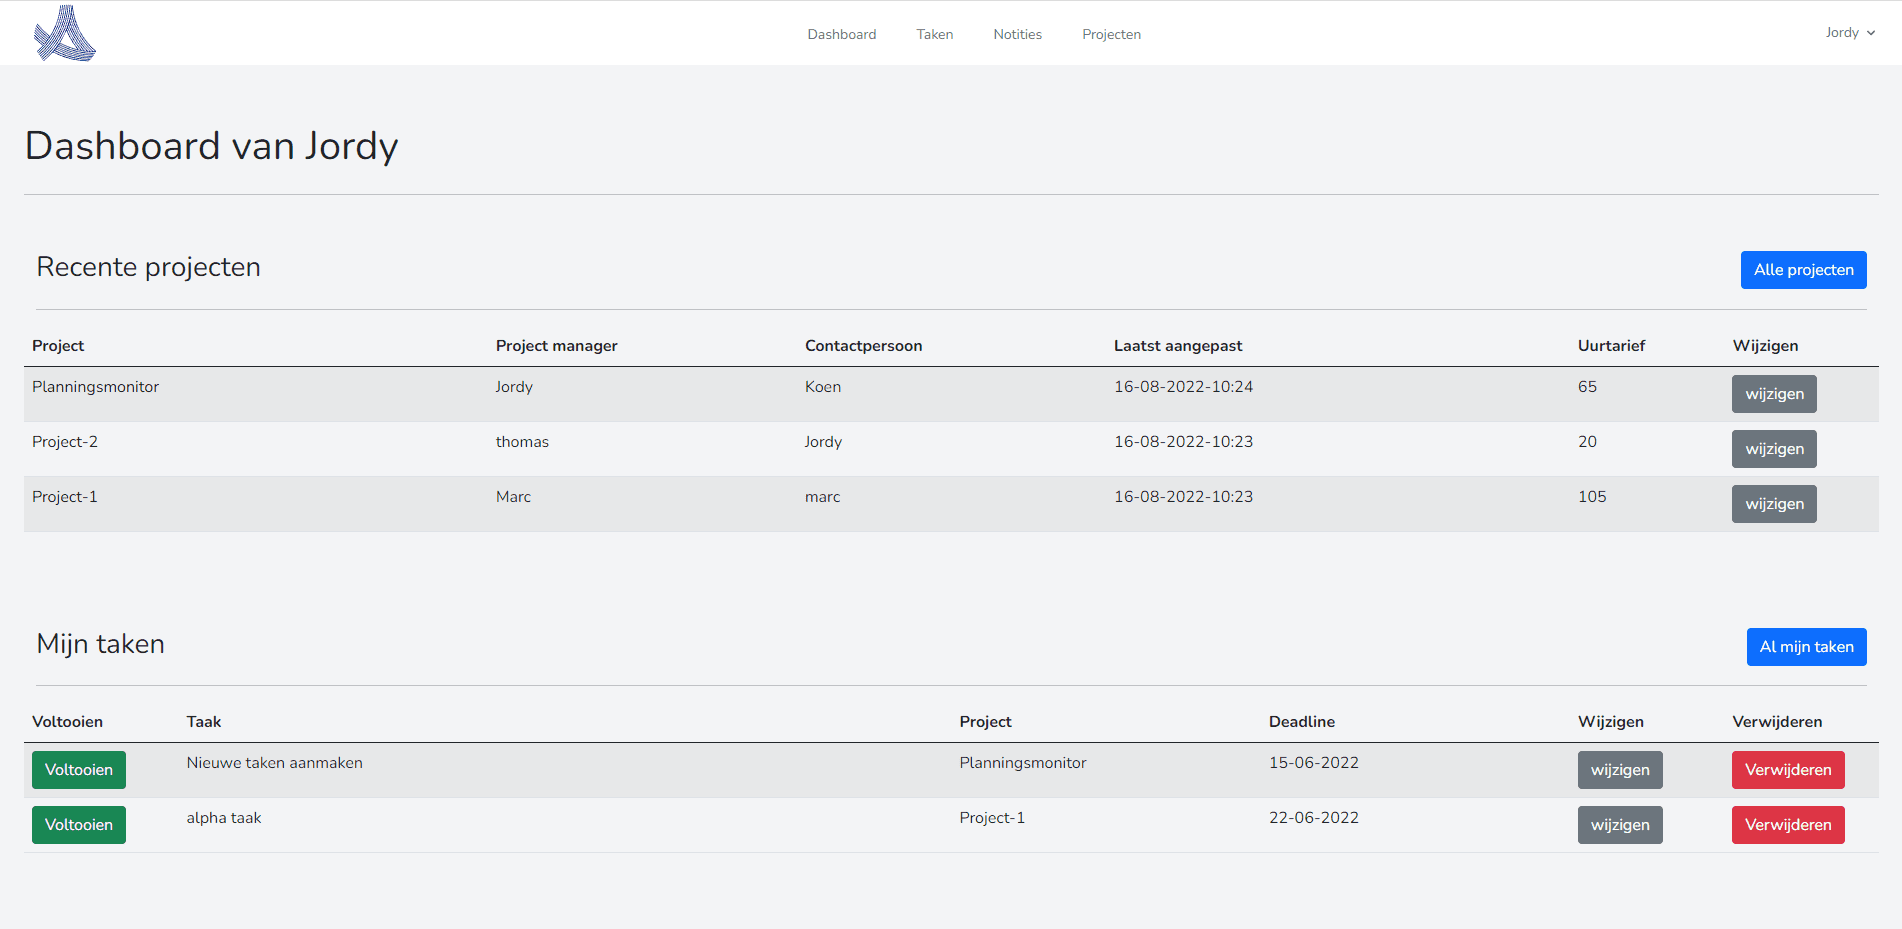 Dashboard Taken Notities Projecten Jordy
Dashboard van Jordy
Recente projecten Alle projecten
Project Project manager Contactpersoon Laatst aangepast Uurtarief Wijzigen
Planningsmonitor Jordy Koen 16-08-2022-10:24 65 wijzigen
Project-2 thomas Jordy 16-08-2022-10:23 20 wijzigen
Project-1 Marc marc 16-08-2022-10:23 105 wijzigen
Mijn taken Al mijn taken
Voltooien Taak Project Deadline Wijzigen Verwijderen
Voltooien Nieuwe taken aanmaken Planningsmonitor 15-06-2022 wijzigen Verwijderen
Voltooien alpha taak Project-1 22-06-2022 wijzigen Verwijderen